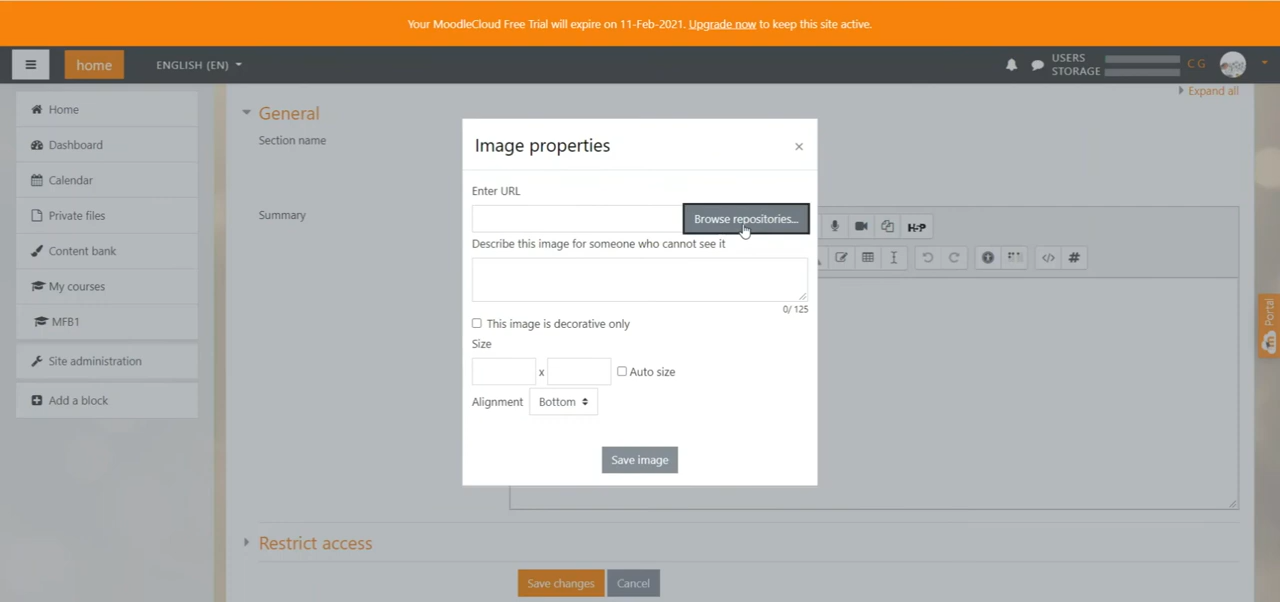 Your MoodleCloud Free Trial will expire on 11-Feb-2021. Upgrade now to keep this site active.
home
ENGLISH (EN)
USERS
STORAGE
C G
Home
Dashboard
Calendar
Private files
Content bank
My courses
MFB1
Site administration
Add a block
Expand all
General
Section name
Summary
H-P
Image properties
×
Enter URL
Browse repositories...
Describe this image for someone who cannot see it
0/ 125
This image is decorative only
Size
x
Auto size
Alignment
Bottom
Save image
Restrict access
Save changes
Cancel
Portal